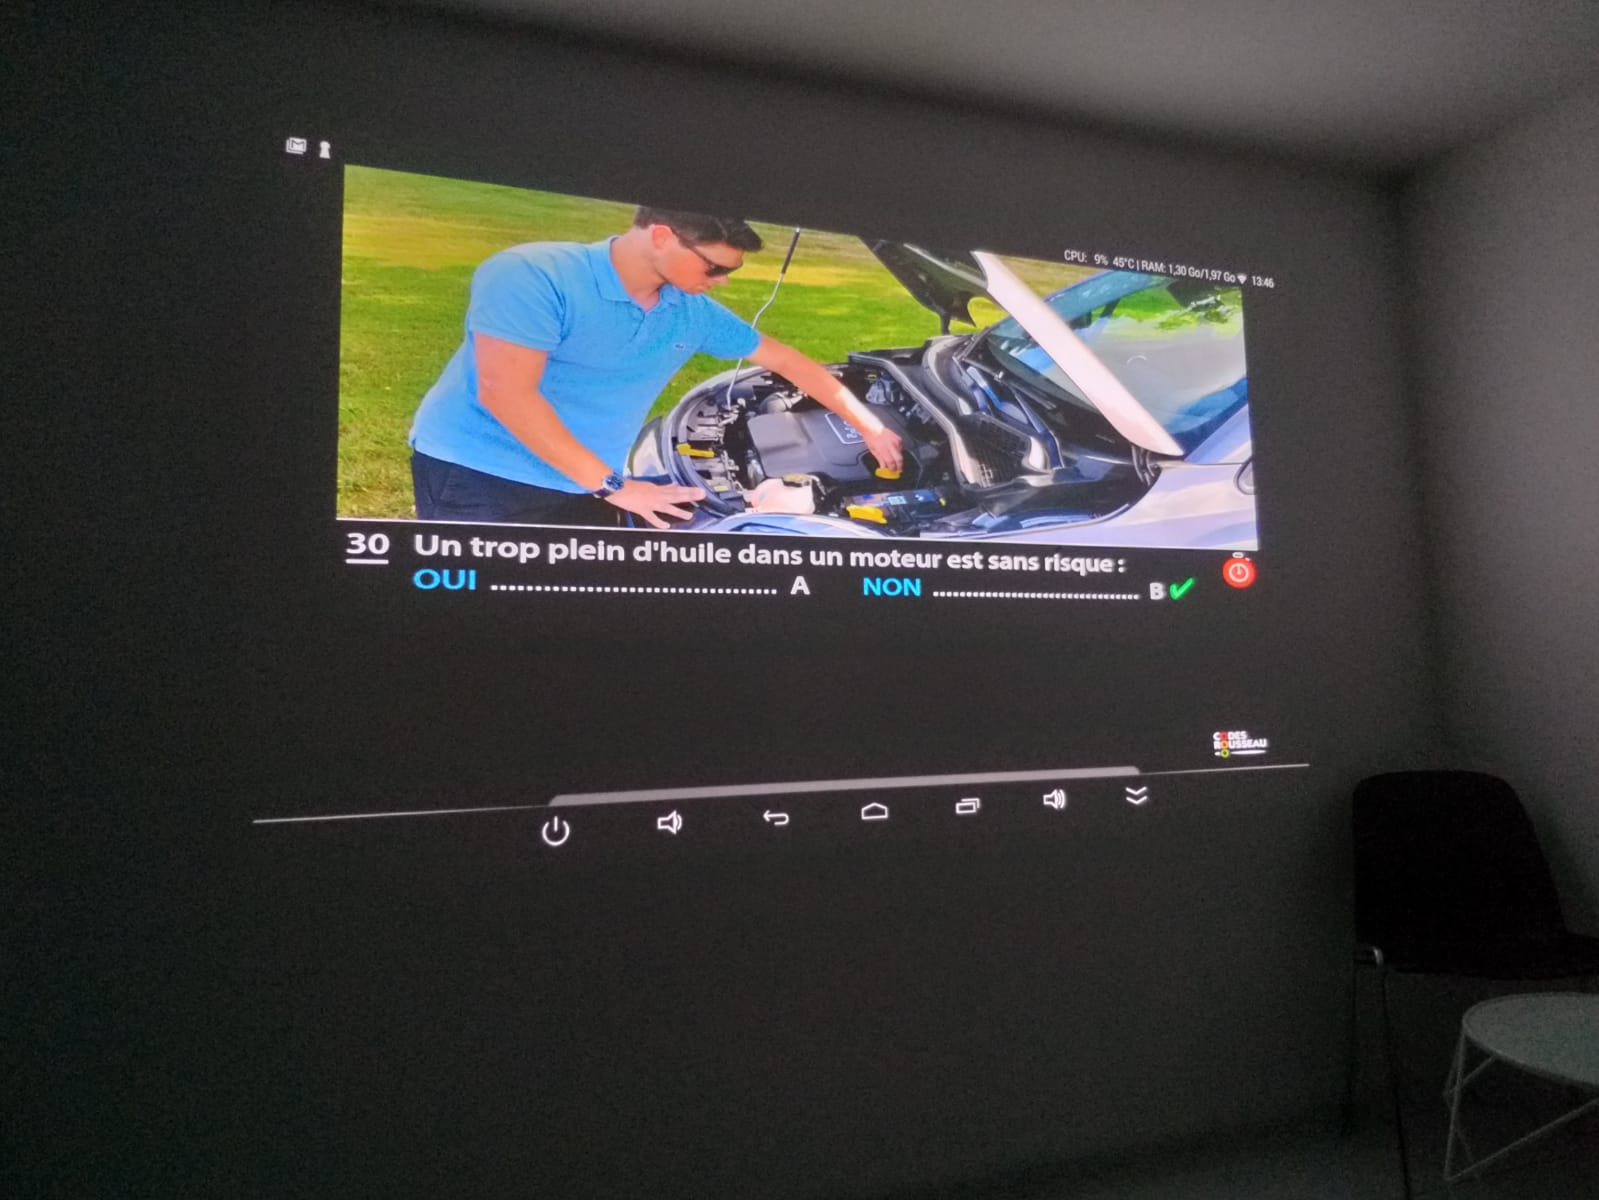 CPU: 9% 45°C | RAM: 1,30 Go/1,97 Go 13:46
30 Un trop plein d'huile dans un moteur est sans risque :
OUI .................................... A NON .................................... B
CODES
ROUSSEAU